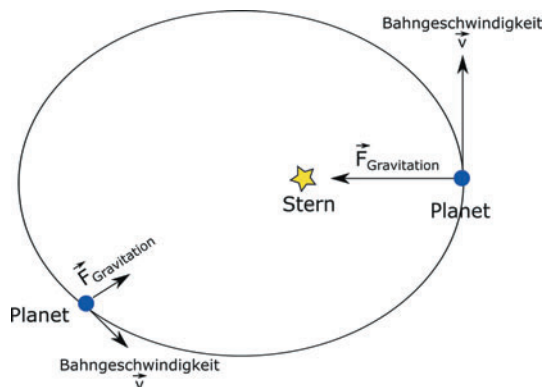 Bahngeschwindigkeit
v
F Gravitation
Stern
Planet
F Gravitation
Planet
Bahngeschwindigkeit
v